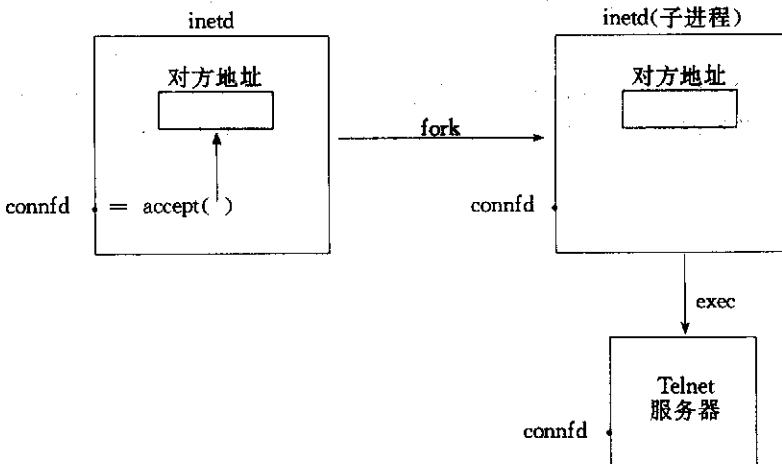 inetd
对方地址
connfd = accept( )
fork
inetd(子进程)
对方地址
connfd
exec
Telnet
服务器
connfd